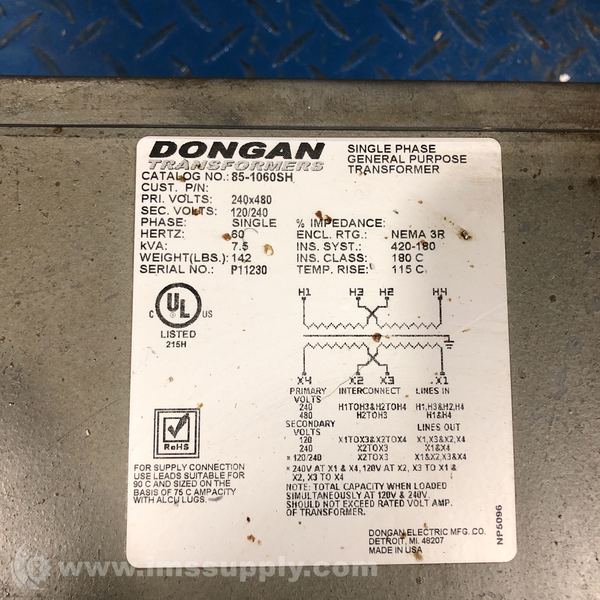 DONGAN
TRANSFORMERS
SINGLE PHASE
GENERAL PURPOSE
TRANSFORMER
CATALOG NO.: 85-1060SH
CUST. P/N:
PRI. VOLTS: 240x480
SEC. VOLTS: 120/240
PHASE: SINGLE
HERTZ: 60
kVA: 7.5
WEIGHT(LBS.): 142
SERIAL NO.: P11230
% IMPEDANCE:
ENCL. RTG.: NEMA 3R
INS. SYST.: 420-180
INS. CLASS: 180 C
TEMP. RISE: 115 C
C UL US
LISTED
215H
H1 H3 H2 H4
X4 X2 X3 X1
PRIMARY VOLTS INTERCONNECT LINES IN
240 H1TOH3&H2TOH4 H1,H3&H2,H4
480 H2TOH3 H1&H4
SECONDARY VOLTS LINES OUT
120 X1TOX3&X2TOX4 X1,X3&X2,X4
240 X2TOX3 X1&X4
* 120/240 X2TOX3 X1&X2,X3&X4
* 240V AT X1 & X4, 120V AT X2, X3 TO X1 &
X2, X3 TO X4
NOTE: TOTAL CAPACITY WHEN LOADED
SIMULTANEOUSLY AT 120V & 240V.
SHOULD NOT EXCEED RATED VOLT AMP.
OF TRANSFORMER.
RoHS
FOR SUPPLY CONNECTION
USE LEADS SUITABLE FOR
90 C AND SIZED ON THE
BASIS OF 75 C AMPACITY
WITH AL/CU LUGS.
DONGAN ELECTRIC MFG. CO.
DETROIT, MI. 48207
MADE IN USA
NP5096
© www.imssupply.com